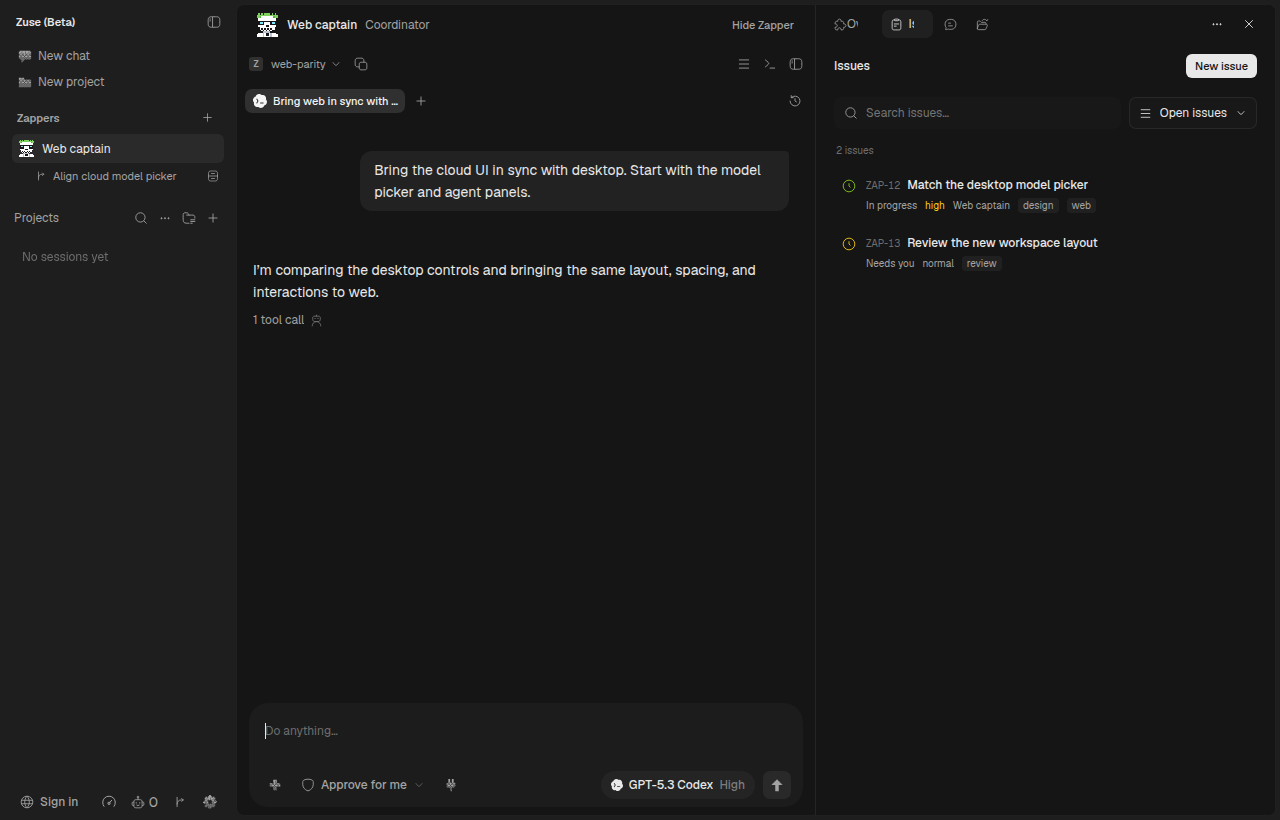 Zuse (Beta)
New chat
New project
Zappers
Web captain
Align cloud model picker
Projects
No sessions yet
Sign in
0
Web captain Coordinator
Hide Zapper
Z web-parity
Bring web in sync with ...
Bring the cloud UI in sync with desktop. Start with the model
picker and agent panels.
I'm comparing the desktop controls and bringing the same layout, spacing, and
interactions to web.
1 tool call
Do anything...
Approve for me
GPT-5.3 Codex High
Issues
New issue
Search issues...
Open issues
2 issues
ZAP-12 Match the desktop model picker
In progress high Web captain design web
ZAP-13 Review the new workspace layout
Needs you normal review